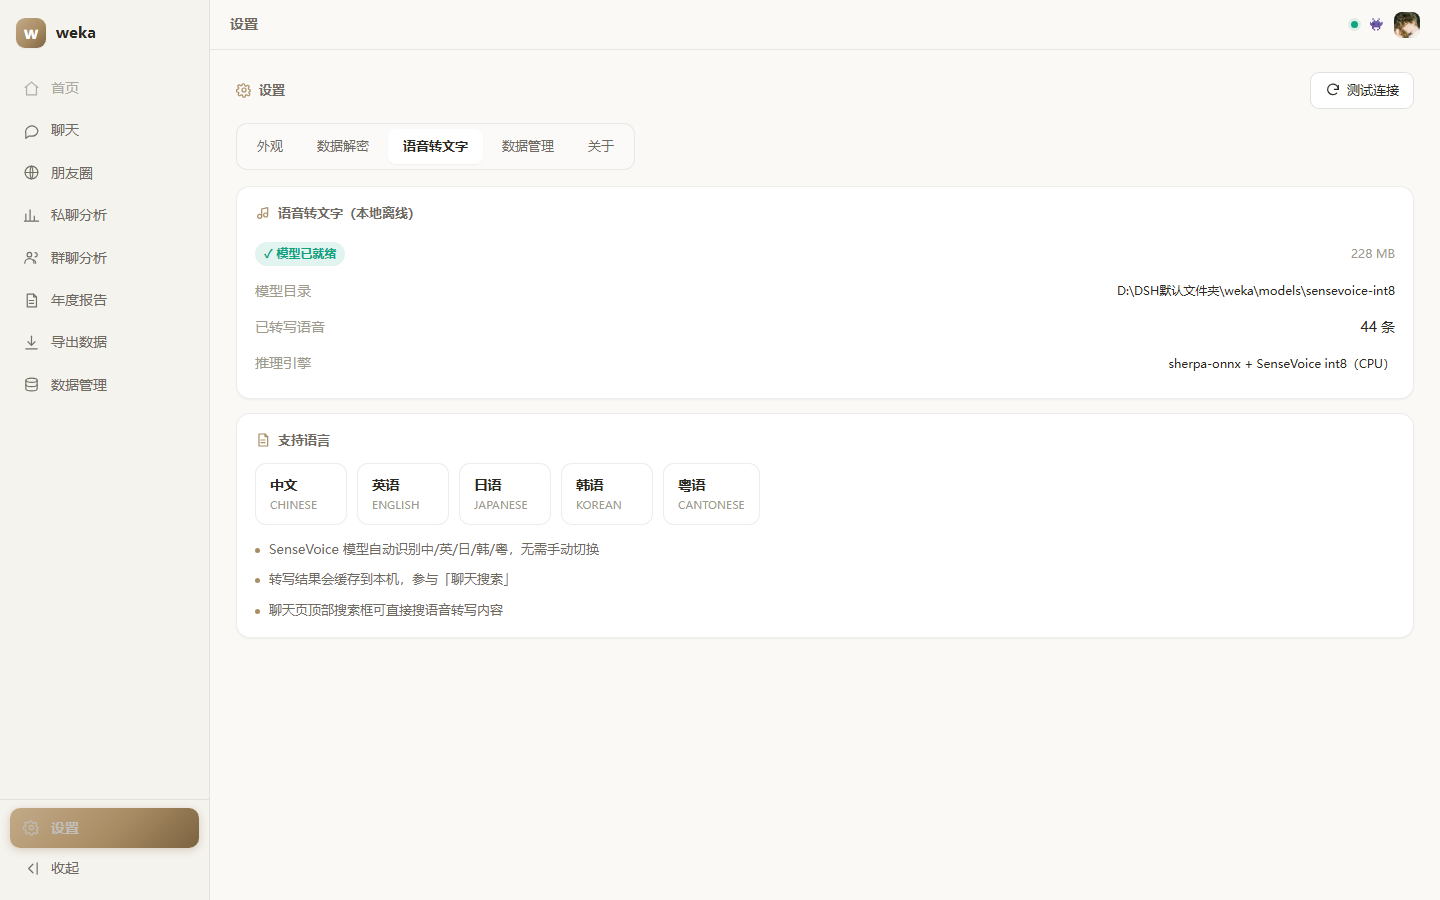 w weka
首页
聊天
朋友圈
私聊分析
群聊分析
年度报告
导出数据
数据管理
设置
收起
设置
设置
测试连接
外观 数据解密 语音转文字 数据管理 关于
语音转文字（本地离线）
✓ 模型已就绪 228 MB
模型目录 D:\DSH默认文件夹\weka\models\sensevoice-int8
已转写语音 44 条
推理引擎 sherpa-onnx + SenseVoice int8（CPU）
支持语言
中文 英语 日语 韩语 粤语
CHINESE ENGLISH JAPANESE KOREAN CANTONESE
SenseVoice 模型自动识别中/英/日/韩/粤，无需手动切换
转写结果会缓存到本机，参与「聊天搜索」
聊天页顶部搜索框可直接搜语音转写内容